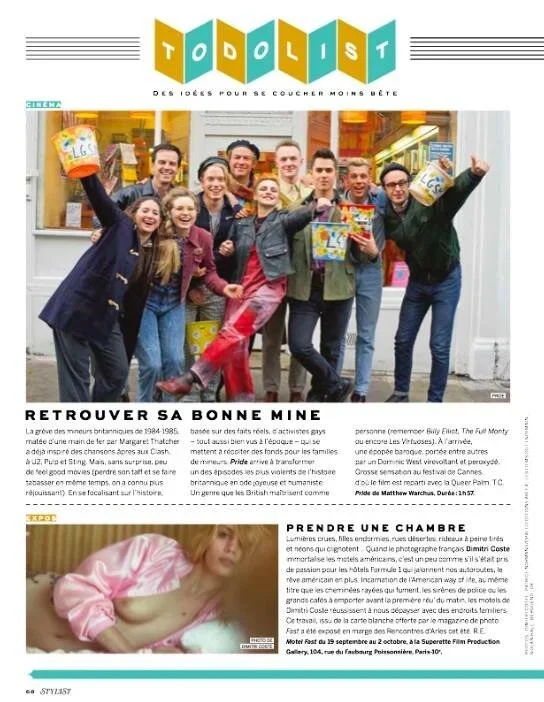 TODOLIST
DES IDÉES POUR SE COUCHER MOINS BÊTE
CINÉMA
LGSM
LGSM
PRIDE
RETROUVER SA BONNE MINE
La grève des mineurs britanniques de 1984-1985,
matée d'une main de fer par Margaret Thatcher
a déjà inspiré des chansons âpres aux Clash,
à U2, Pulp et Sting. Mais, sans surprise, peu
de feel good movies (perdre son taff et se faire
tabasser en même temps, on a connu plus
réjouissant). En se focalisant sur l'histoire,
basée sur des faits réels, d'activistes gays
– tout aussi bien vus à l'époque – qui se
mettent à récolter des fonds pour les familles
de mineurs, Pride arrive à transformer
un des épisodes les plus violents de l'histoire
britannique en ode joyeuse et humaniste.
Un genre que les British maîtrisent comme
personne (remember Billy Elliot, The Full Monty
ou encore Les Virtuoses). À l'arrivée,
une épopée baroque, portée entre autres
par un Dominic West virevoltant et peroxydé.
Grosse sensation au festival de Cannes,
d'où le film est reparti avec la Queer Palm. T.C.
Pride de Matthew Warchus. Durée : 1h57.
EXPOS
PHOTO DE
DIMITRI COSTE
PRENDRE UNE CHAMBRE
Lumières crues, filles endormies, rues désertes, rideaux à peine tirés
et néons qui clignotent... Quand le photographe français Dimitri Coste
immortalise les motels américains, c'est un peu comme s'il s'était pris
de passion pour les hôtels Formule 1 qui jalonnent nos autoroutes, le
rêve américain en plus. Incarnation de l'American way of life, au même
titre que les cheminées rayées qui fument, les sirènes de police ou les
grands cafés à emporter avant la première réu' du matin, les motels de
Dimitri Coste réussissent à nous dépayser avec des endroits familiers.
Ce travail, issu de la carte blanche offerte par le magazine de photo
Fast a été exposé en marge des Rencontres d'Arles cet été. R.E.
Motel Fast du 19 septembre au 2 octobre, à la Superette Film Production
Gallery, 104, rue du Faubourg Poissonnière, Paris-10e.
68 STYLIST